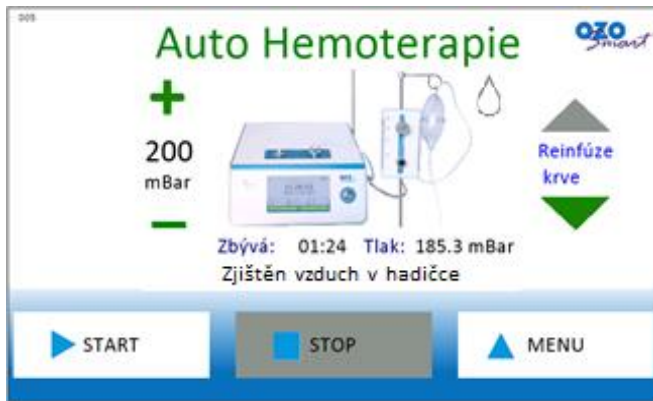 005
Auto Hemoterapie
OZO
Smart
+
200
mBar
−
Reinfúze
krve
Zbývá: 01:24 Tlak: 185.3 mBar
Zjištěn vzduch v hadičce
START
STOP
MENU